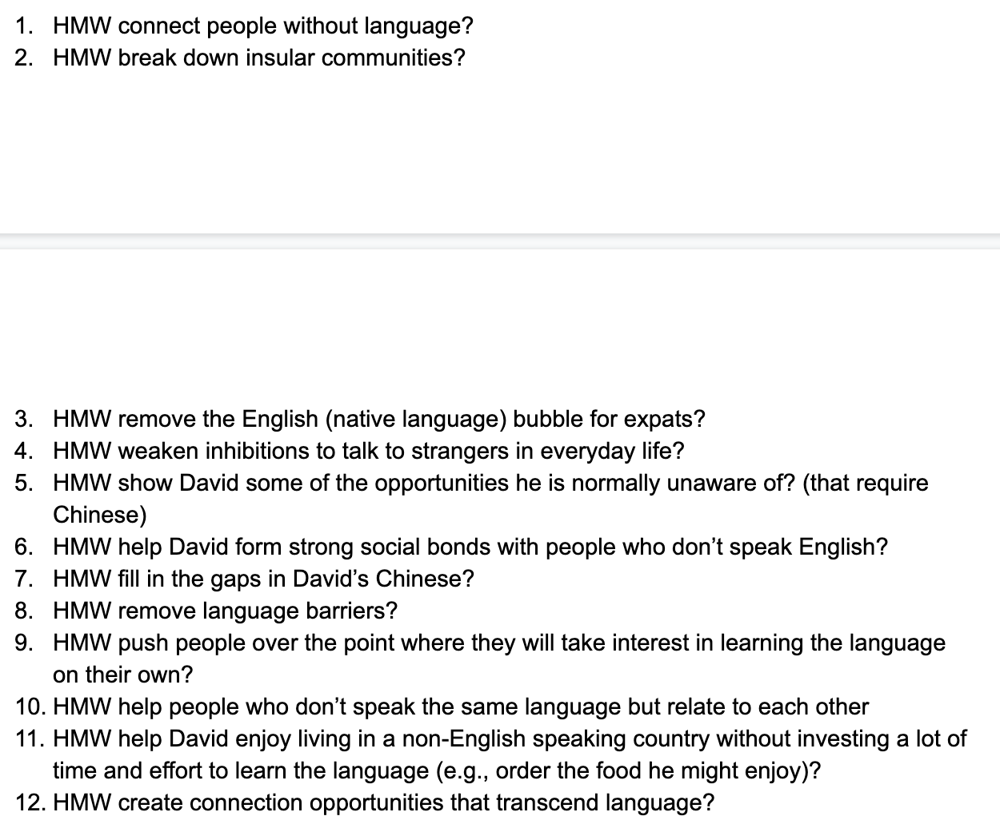 1. HMW connect people without language?
2. HMW break down insular communities?
3. HMW remove the English (native language) bubble for expats?
4. HMW weaken inhibitions to talk to strangers in everyday life?
5. HMW show David some of the opportunities he is normally unaware of? (that require
Chinese)
6. HMW help David form strong social bonds with people who don’t speak English?
7. HMW fill in the gaps in David’s Chinese?
8. HMW remove language barriers?
9. HMW push people over the point where they will take interest in learning the language
on their own?
10. HMW help people who don’t speak the same language but relate to each other
11. HMW help David enjoy living in a non-English speaking country without investing a lot of
time and effort to learn the language (e.g., order the food he might enjoy)?
12. HMW create connection opportunities that transcend language?